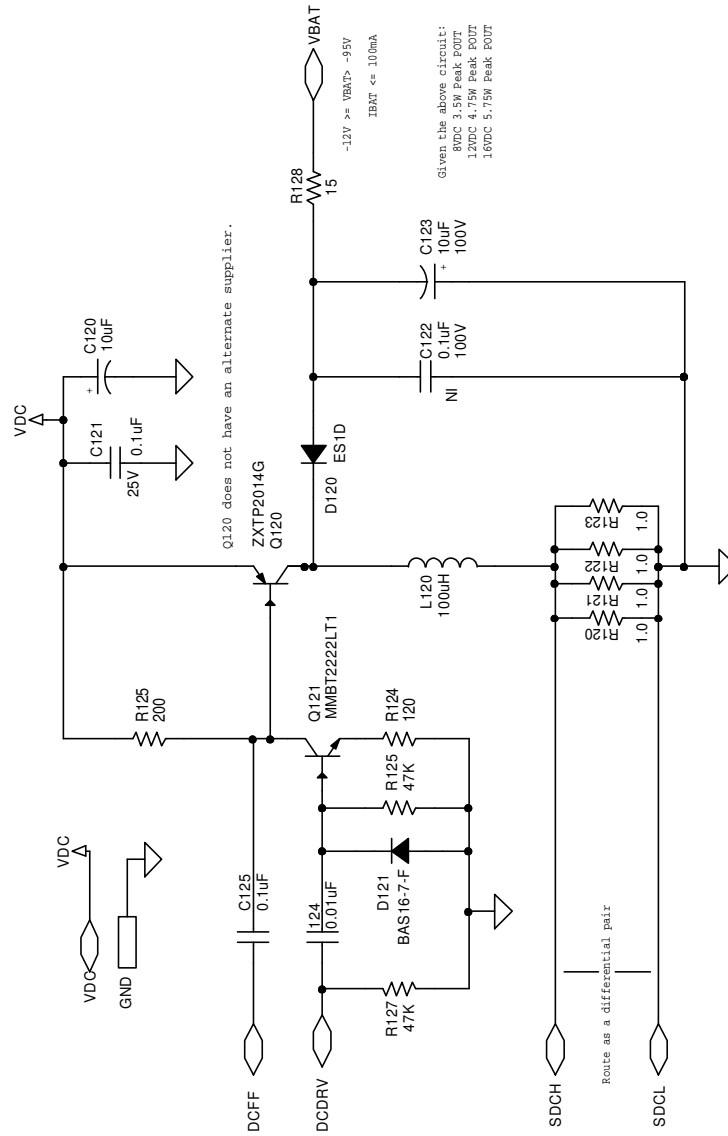 VDC
VDC
GND
VDC
C121
0.1uF
25V
C120
10uF
R125
200
Q120 does not have an alternate supplier.
ZXTP2014G
Q120
DCFF
C125
0.1uF
DCDRV
124
0.01uF
Q121
MMBT2222LT1
R127
47K
D121
BAS16-7-F
R125
47K
R124
120
D120
ES1D
R128
15
VBAT
-12V >= VBAT> -95V
IBAT <= 100mA
L120
100uH
NI
C122
0.1uF
100V
C123
10uF
100V
+
+
Given the above circuit:
8VDC 3.5W Peak POUT
12VDC 4.75W Peak POUT
16VDC 5.75W Peak POUT
SDCH
Route as a differential pair
SDCL
R120
1.0
R121
1.0
R122
1.0
R123
1.0